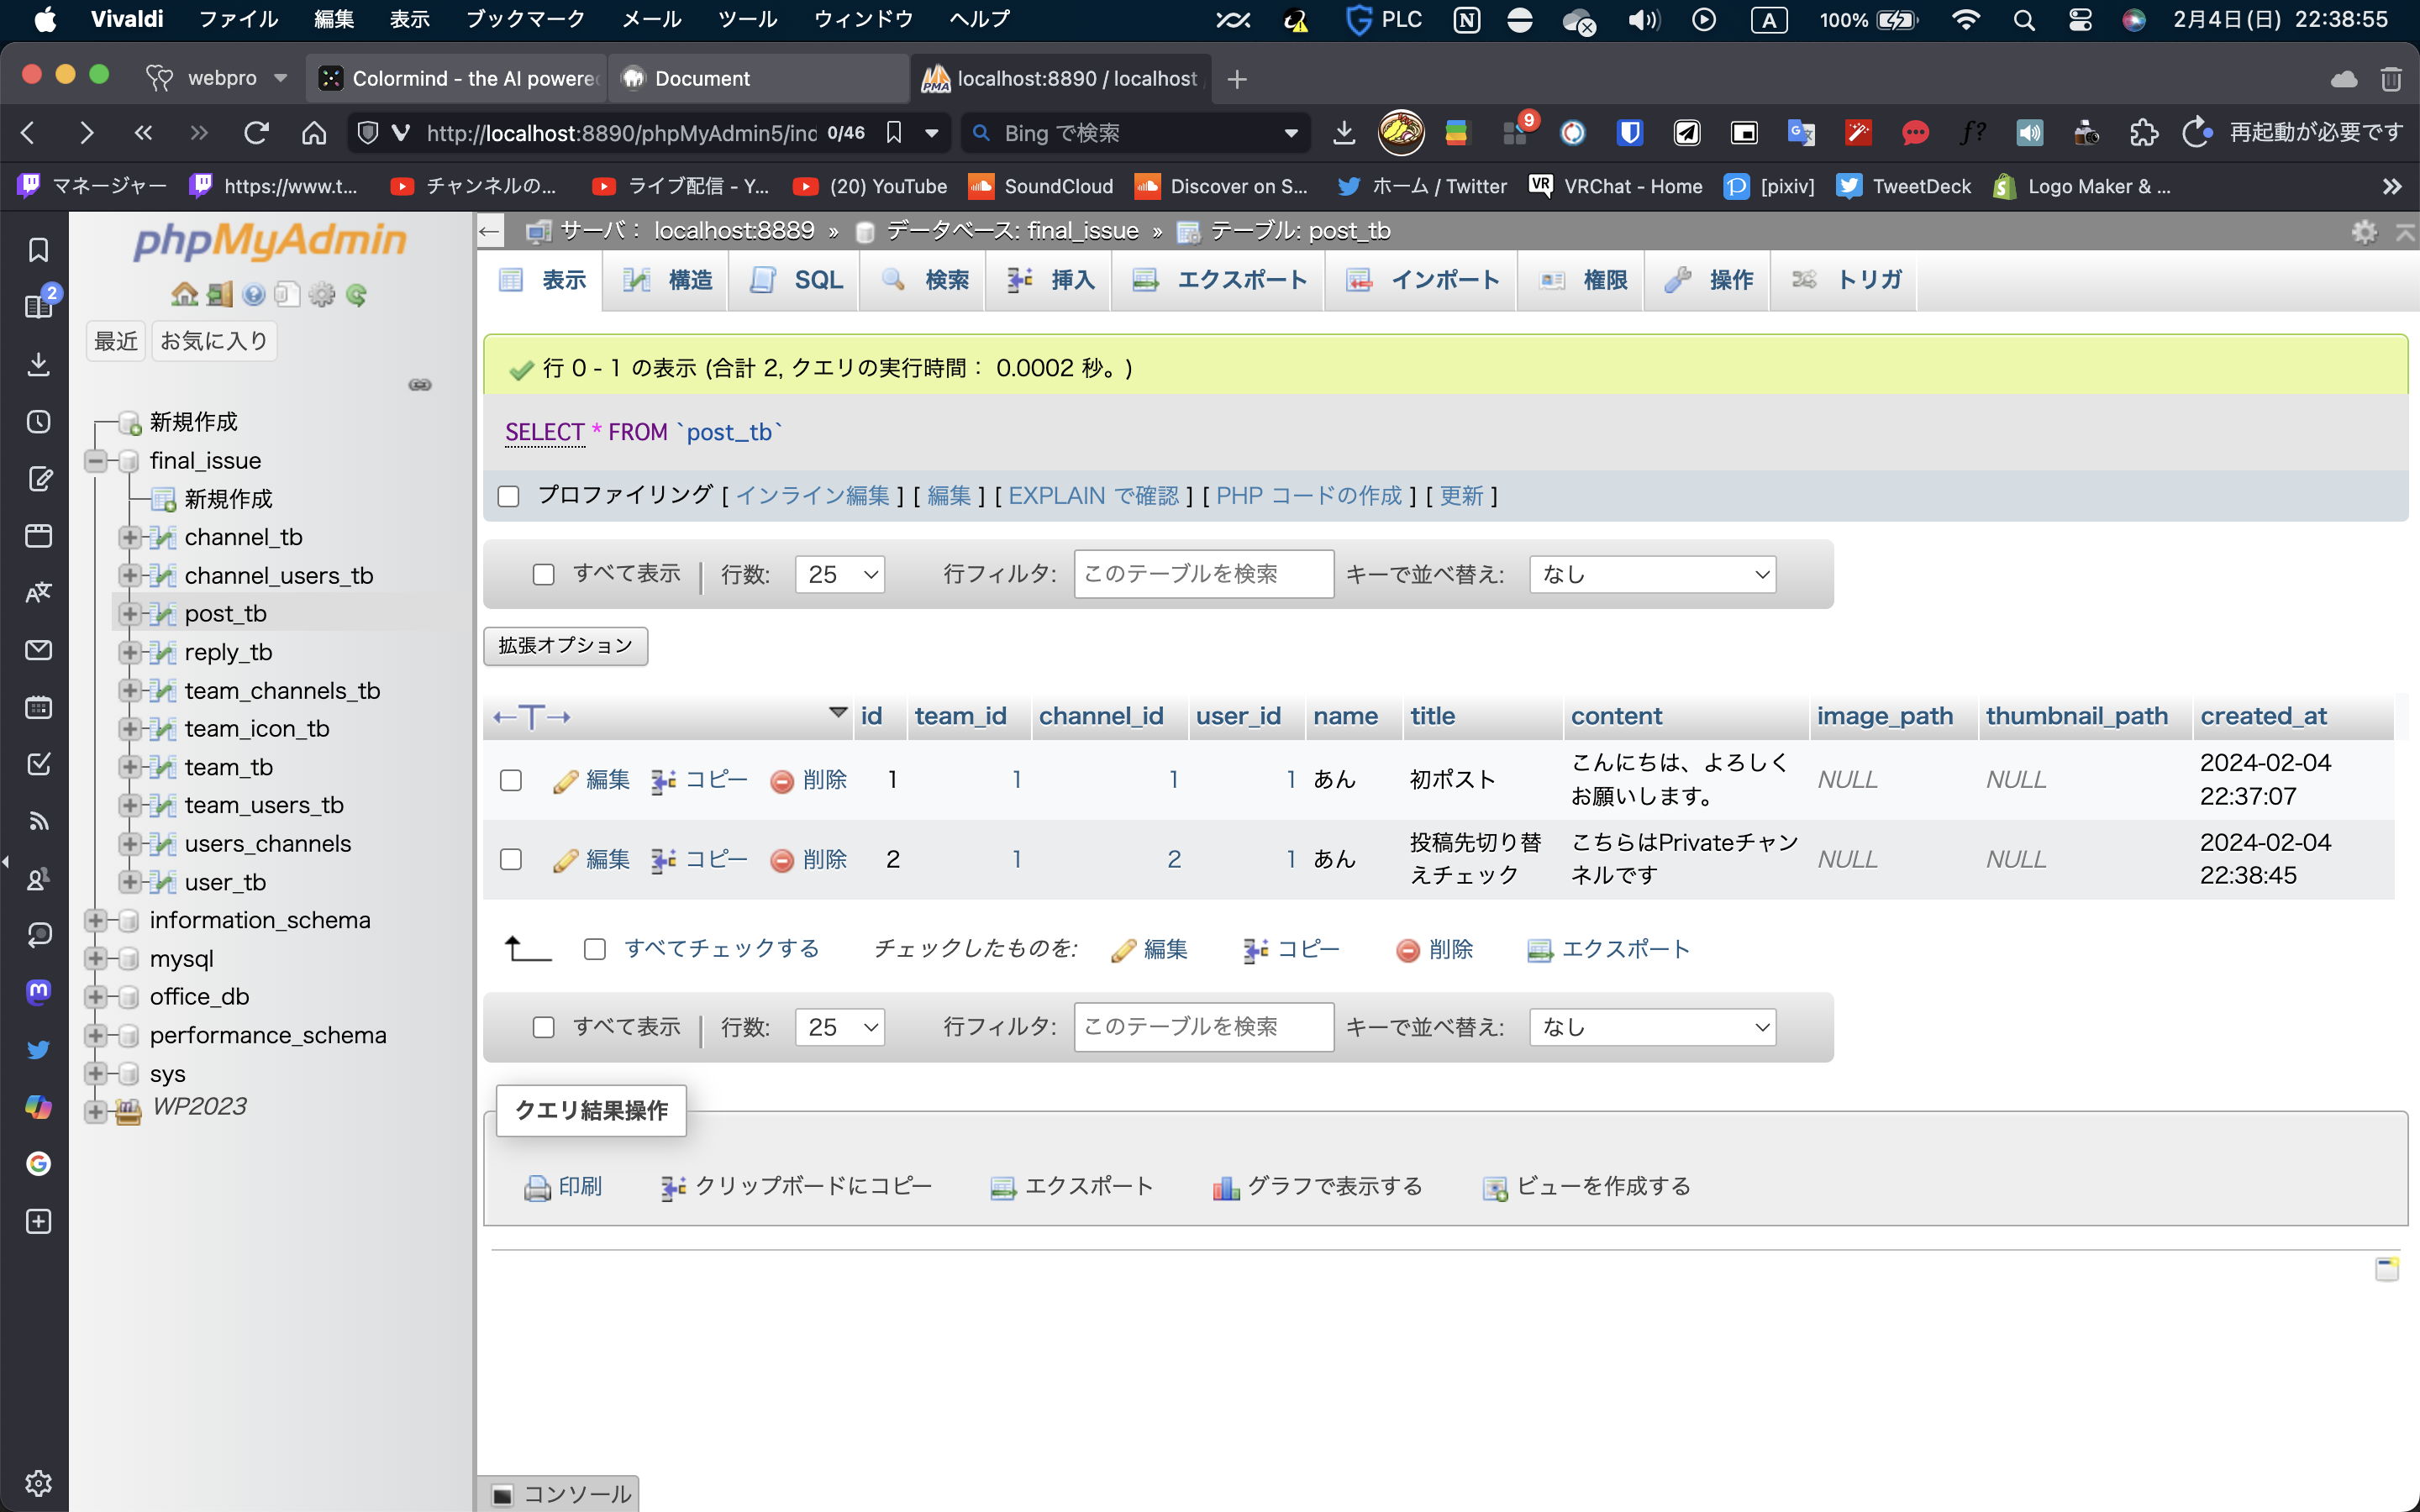 Vivaldi ファイル 編集 表示 ブックマーク メール ツール ウィンドウ ヘルプ PLC A 100% 2月4日(日) 22:38:55
webpro Colormind - the AI powere Document localhost:8890 / localhost
http://localhost:8890/phpMyAdmin5/inc 0/46 Bing で検索 9 再起動が必要です
マネージャー https://www.t... チャンネルの... ライブ配信 - Y... (20) YouTube SoundCloud Discover on S... ホーム / Twitter VRChat - Home [pixiv] TweetDeck Logo Maker & ...
2
phpMyAdmin
最近 お気に入り
新規作成
final_issue
新規作成
channel_tb
channel_users_tb
post_tb
reply_tb
team_channels_tb
team_icon_tb
team_tb
team_users_tb
users_channels
user_tb
information_schema
mysql
office_db
performance_schema
sys
WP2023
サーバ: localhost:8889 » データベース: final_issue » テーブル: post_tb
表示 構造 SQL 検索 挿入 エクスポート インポート 権限 操作 トリガ
行 0 - 1 の表示 (合計 2, クエリの実行時間: 0.0002 秒。)
SELECT * FROM `post_tb`
プロファイリング [ インライン編集 ] [ 編集 ] [ EXPLAIN で確認 ] [ PHP コードの作成 ] [ 更新 ]
すべて表示 | 行数: 25 行フィルタ: このテーブルを検索 キーで並べ替え: なし
拡張オプション
←T→ id team_id channel_id user_id name title content image_path thumbnail_path created_at
編集 コピー 削除 1 1 1 1 あん 初ポスト こんにちは、よろしく NULL NULL 2024-02-04
お願いします。 22:37:07
編集 コピー 削除 2 1 2 1 あん 投稿先切り替 こちらはPrivateチャン NULL NULL 2024-02-04
えチェック ネルです 22:38:45
すべてチェックする チェックしたものを: 編集 コピー 削除 エクスポート
すべて表示 | 行数: 25 行フィルタ: このテーブルを検索 キーで並べ替え: なし
クエリ結果操作
印刷 クリップボードにコピー エクスポート グラフで表示する ビューを作成する
コンソール